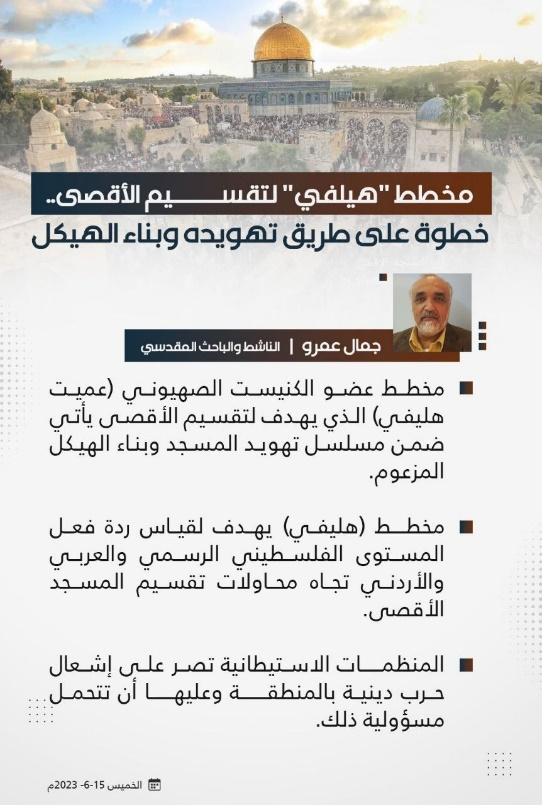 مخطط "هيلفي" لتقسيم الأقصى..
خطوة على طريق تهويده وبناء الهيكل
جمال عمرو | الناشط والباحث المقدسي
مخطط عضو الكنيست الصهيوني (عميت
هليفي) الذي يهدف لتقسيم الأقصى يأتي
ضمن مسلسل تهويد المسجد وبناء الهيكل
المزعوم.
مخطط (هليفي) يهدف لقياس ردة فعل
المستوى الفلسطيني الرسمي والعربي
والأردني تجاه محاولات تقسيم المسجد
الأقصى.
المنظمات الاستيطانية تصر على إشعال
حرب دينية بالمنطقة وعليها أن تتحمل
مسؤولية ذلك.
الخميس 15-6- 2023م